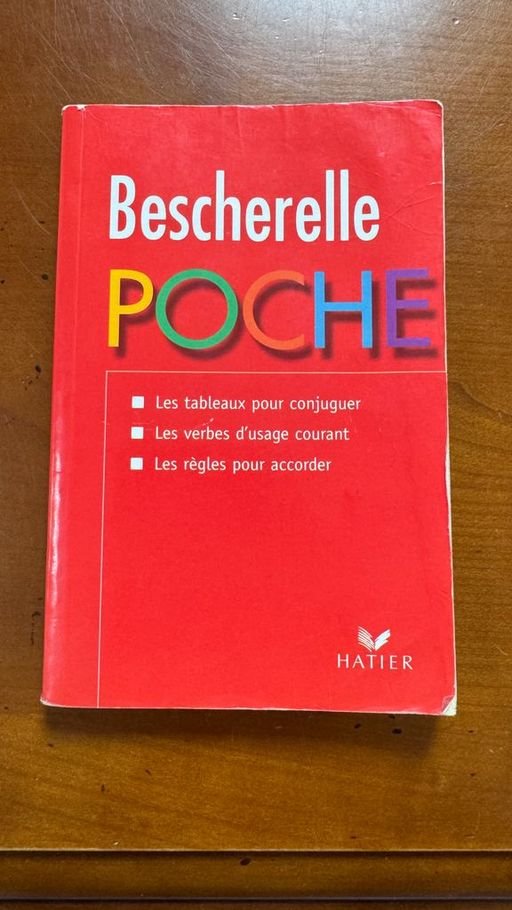 Bescherelle
POCHE
Les tableaux pour conjuguer
Les verbes d'usage courant
Les règles pour accorder
HATIER